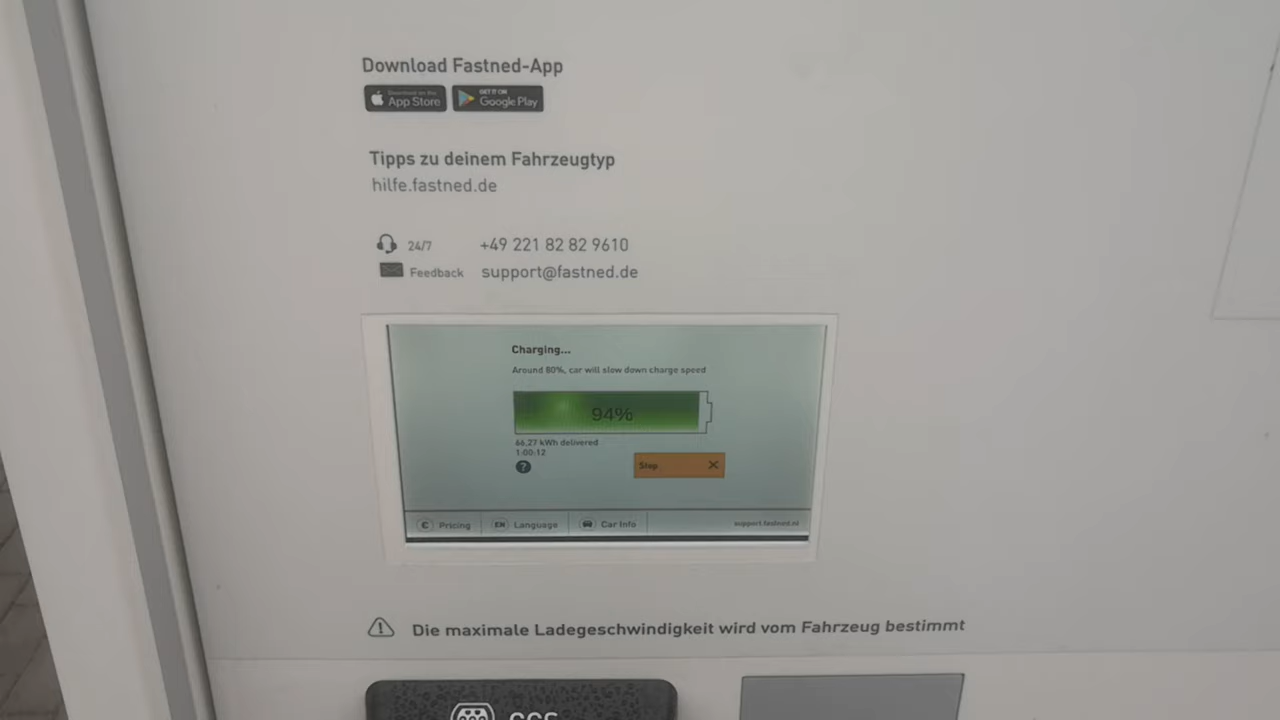 Download Fastned-App
Download on the App Store
GET IT ON Google Play
Tipps zu deinem Fahrzeugtyp
hilfe.fastned.de
24/7 +49 221 82 82 9610
Feedback support@fastned.de
Charging...
Around 80%, car will slow down charge speed
94%
66,27 kWh delivered
1:00:12
? Stop X
€ Pricing EN Language Car Info support.fastned.nl
Die maximale Ladegeschwindigkeit wird vom Fahrzeug bestimmt
CCS